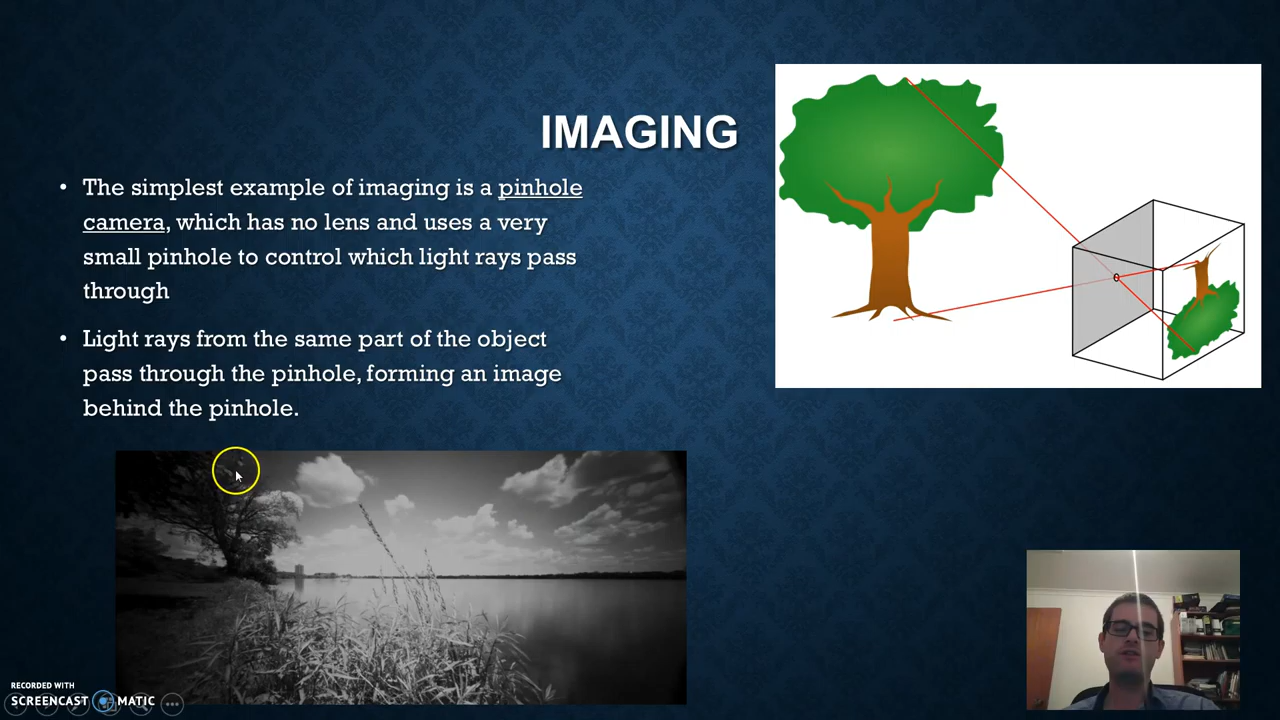 IMAGING
• The simplest example of imaging is a pinhole
camera, which has no lens and uses a very
small pinhole to control which light rays pass
through
• Light rays from the same part of the object
pass through the pinhole, forming an image
behind the pinhole.
RECORDED WITH
SCREENCAST MATIC